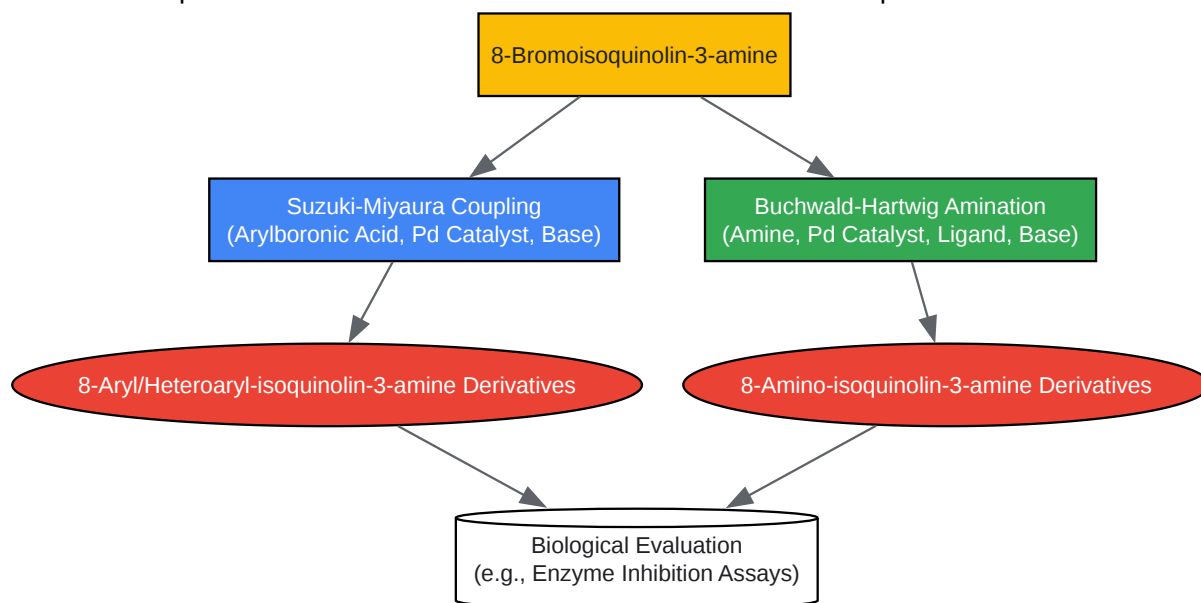 8-Bromoisoquinolin-3-amine
Suzuki-Miyaura Coupling
(Arylboronic Acid, Pd Catalyst, Base)
Buchwald-Hartwig Amination
(Amine, Pd Catalyst, Ligand, Base)
8-Aryl/Heteroaryl-isoquinolin-3-amine Derivatives
8-Amino-isoquinolin-3-amine Derivatives
Biological Evaluation
(e.g., Enzyme Inhibition Assays)